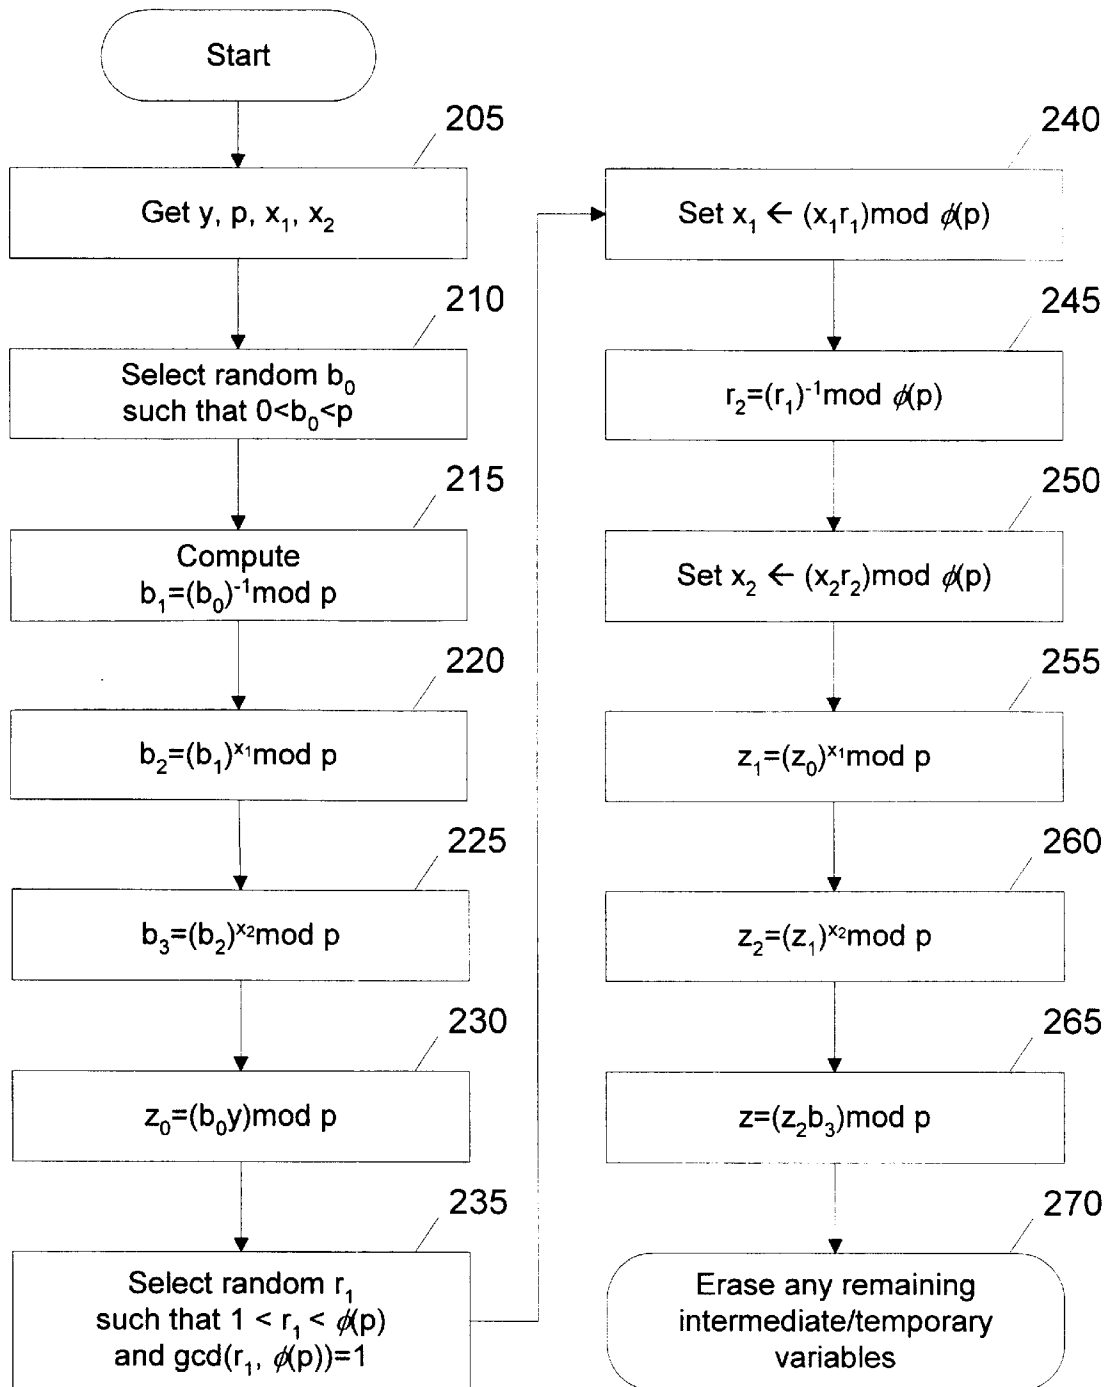 Start
205
Get y, p, x₁, x₂
210
Select random b₀
such that 0<b₀<p
215
Compute
b₁=(b₀)⁻¹mod p
220
b₂=(b₁)^x₁mod p
225
b₃=(b₂)^x₂mod p
230
z₀=(b₀y)mod p
235
Select random r₁
such that 1 < r₁ < ϕ(p)
and gcd(r₁, ϕ(p))=1
240
Set x₁ ← (x₁r₁)mod ϕ(p)
245
r₂=(r₁)⁻¹mod ϕ(p)
250
Set x₂ ← (x₂r₂)mod ϕ(p)
255
z₁=(z₀)^x₁mod p
260
z₂=(z₁)^x₂mod p
265
z=(z₂b₃)mod p
270
Erase any remaining
intermediate/temporary
variables